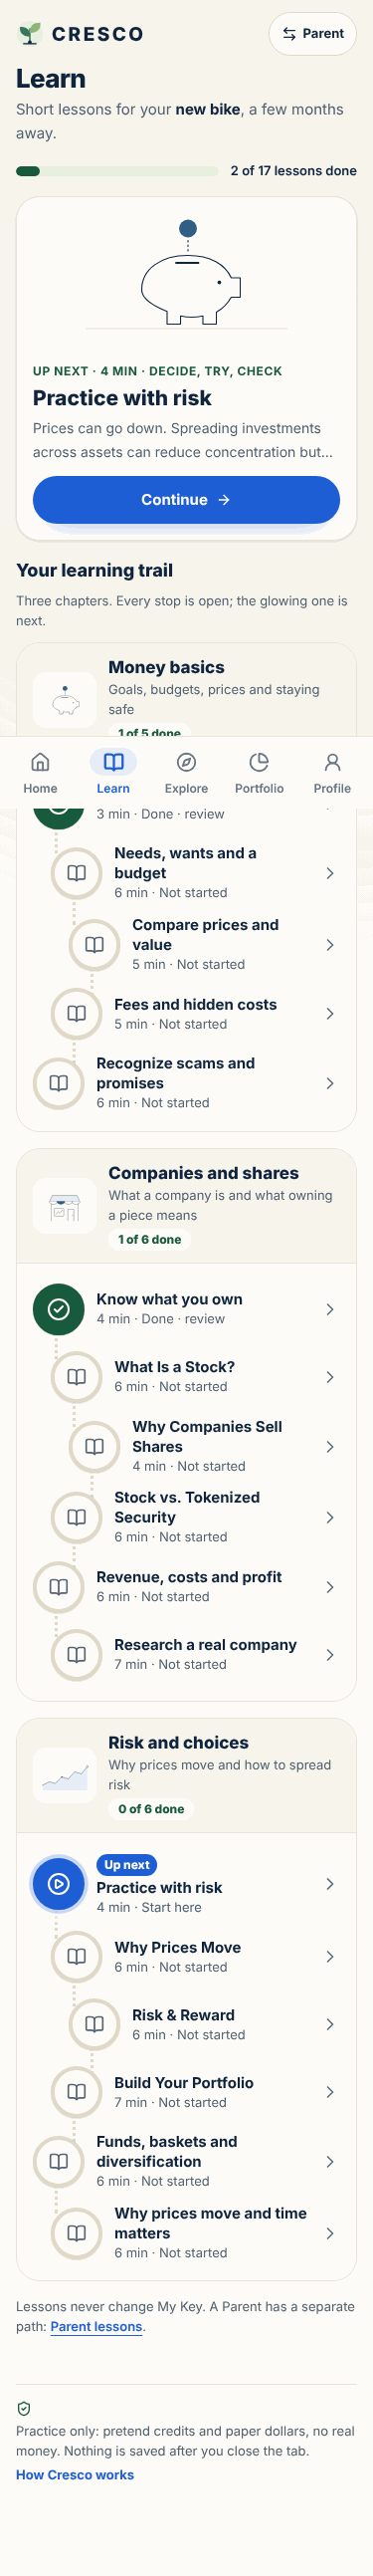 CRESCO
Parent
Learn
Short lessons for your new bike, a few months
away.
2 of 17 lessons done
UP NEXT · 4 MIN · DECIDE, TRY, CHECK
Practice with risk
Prices can go down. Spreading investments
across assets can reduce concentration but...
Continue
Your learning trail
Three chapters. Every stop is open; the glowing one is
next.
Money basics
Goals, budgets, prices and staying
safe
1 of 5 done
Home
Learn
Explore
Portfolio
Profile
3 min · Done · review
Needs, wants and a
budget
6 min · Not started
Compare prices and
value
5 min · Not started
Fees and hidden costs
5 min · Not started
Recognize scams and
promises
6 min · Not started
Companies and shares
What a company is and what owning
a piece means
1 of 6 done
Know what you own
4 min · Done · review
What Is a Stock?
6 min · Not started
Why Companies Sell
Shares
4 min · Not started
Stock vs. Tokenized
Security
6 min · Not started
Revenue, costs and profit
6 min · Not started
Research a real company
7 min · Not started
Risk and choices
Why prices move and how to spread
risk
0 of 6 done
Up next
Practice with risk
4 min · Start here
Why Prices Move
6 min · Not started
Risk & Reward
6 min · Not started
Build Your Portfolio
7 min · Not started
Funds, baskets and
diversification
6 min · Not started
Why prices move and time
matters
6 min · Not started
Lessons never change My Key. A Parent has a separate
path: Parent lessons.
Practice only: pretend credits and paper dollars, no real
money. Nothing is saved after you close the tab.
How Cresco works